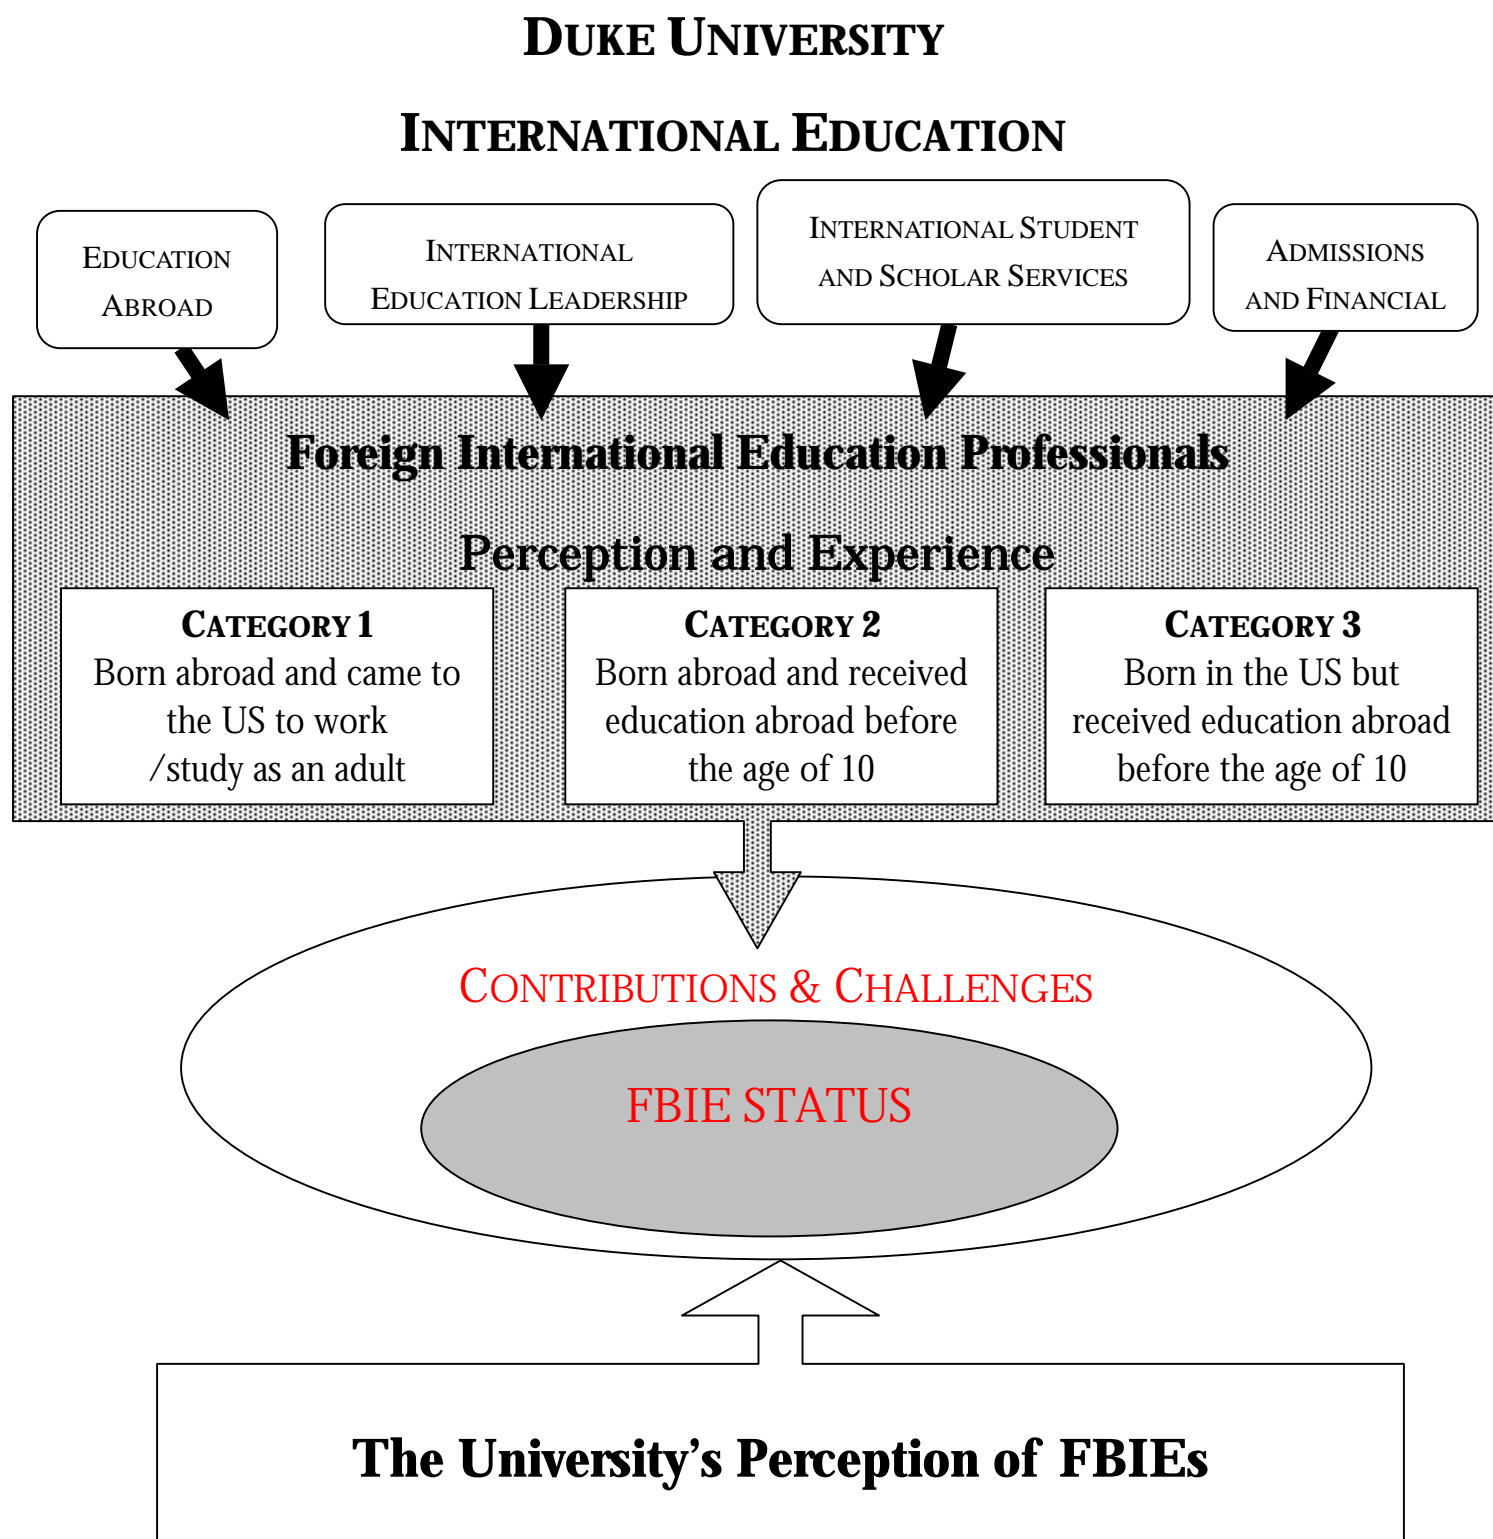 DUKE UNIVERSITY
INTERNATIONAL EDUCATION
EDUCATION
ABROAD
INTERNATIONAL
EDUCATION LEADERSHIP
INTERNATIONAL STUDENT
AND SCHOLAR SERVICES
ADMISSIONS
AND FINANCIAL
Foreign International Education Professionals
Perception and Experience
CATEGORY 1
Born abroad and came to
the US to work
/study as an adult
CATEGORY 2
Born abroad and received
education abroad before
the age of 10
CATEGORY 3
Born in the US but
received education abroad
before the age of 10
CONTRIBUTIONS & CHALLENGES
FBIE STATUS
The University’s Perception of FBIEs